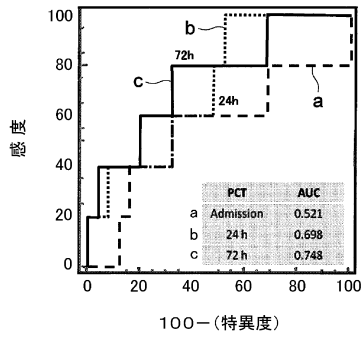 100
80
60
40
20
0
感度
b
72h
c
24h
a
PCT AUC
a Admission 0.521
b 24 h 0.698
c 72 h 0.748
0 20 40 60 80 100
100－(特異度)